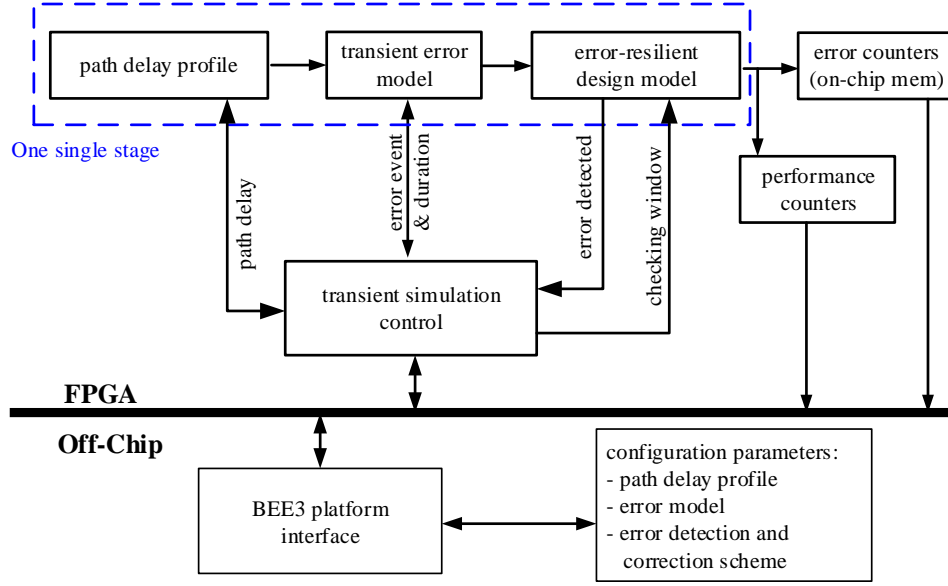 path delay profile
transient error
model
error-resilient
design model
error counters
(on-chip mem)
One single stage
path delay
error event
& duration
error detected
checking window
performance
counters
transient simulation
control
FPGA
Off-Chip
BEE3 platform
interface
configuration parameters:
- path delay profile
- error model
- error detection and
correction scheme